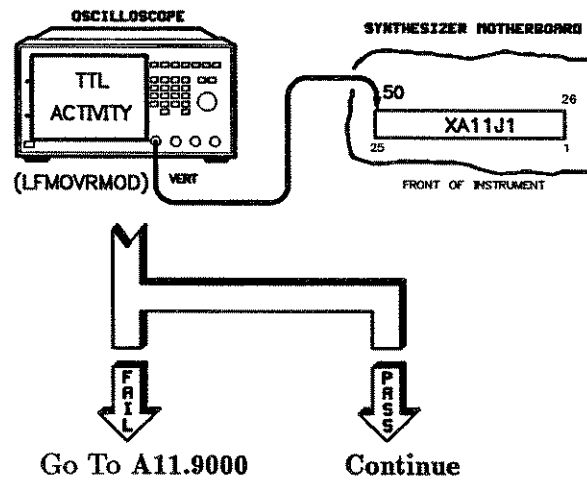 OSCILLOSCOPE
SYNTHESIZER MOTHERBOARD
TTL
ACTIVITY
50
26
XA11J1
25
1
(LFMOVRMOD)
VERT
FRONT OF INSTRUMENT
FAIL
PASS
Go To A11.9000
Continue